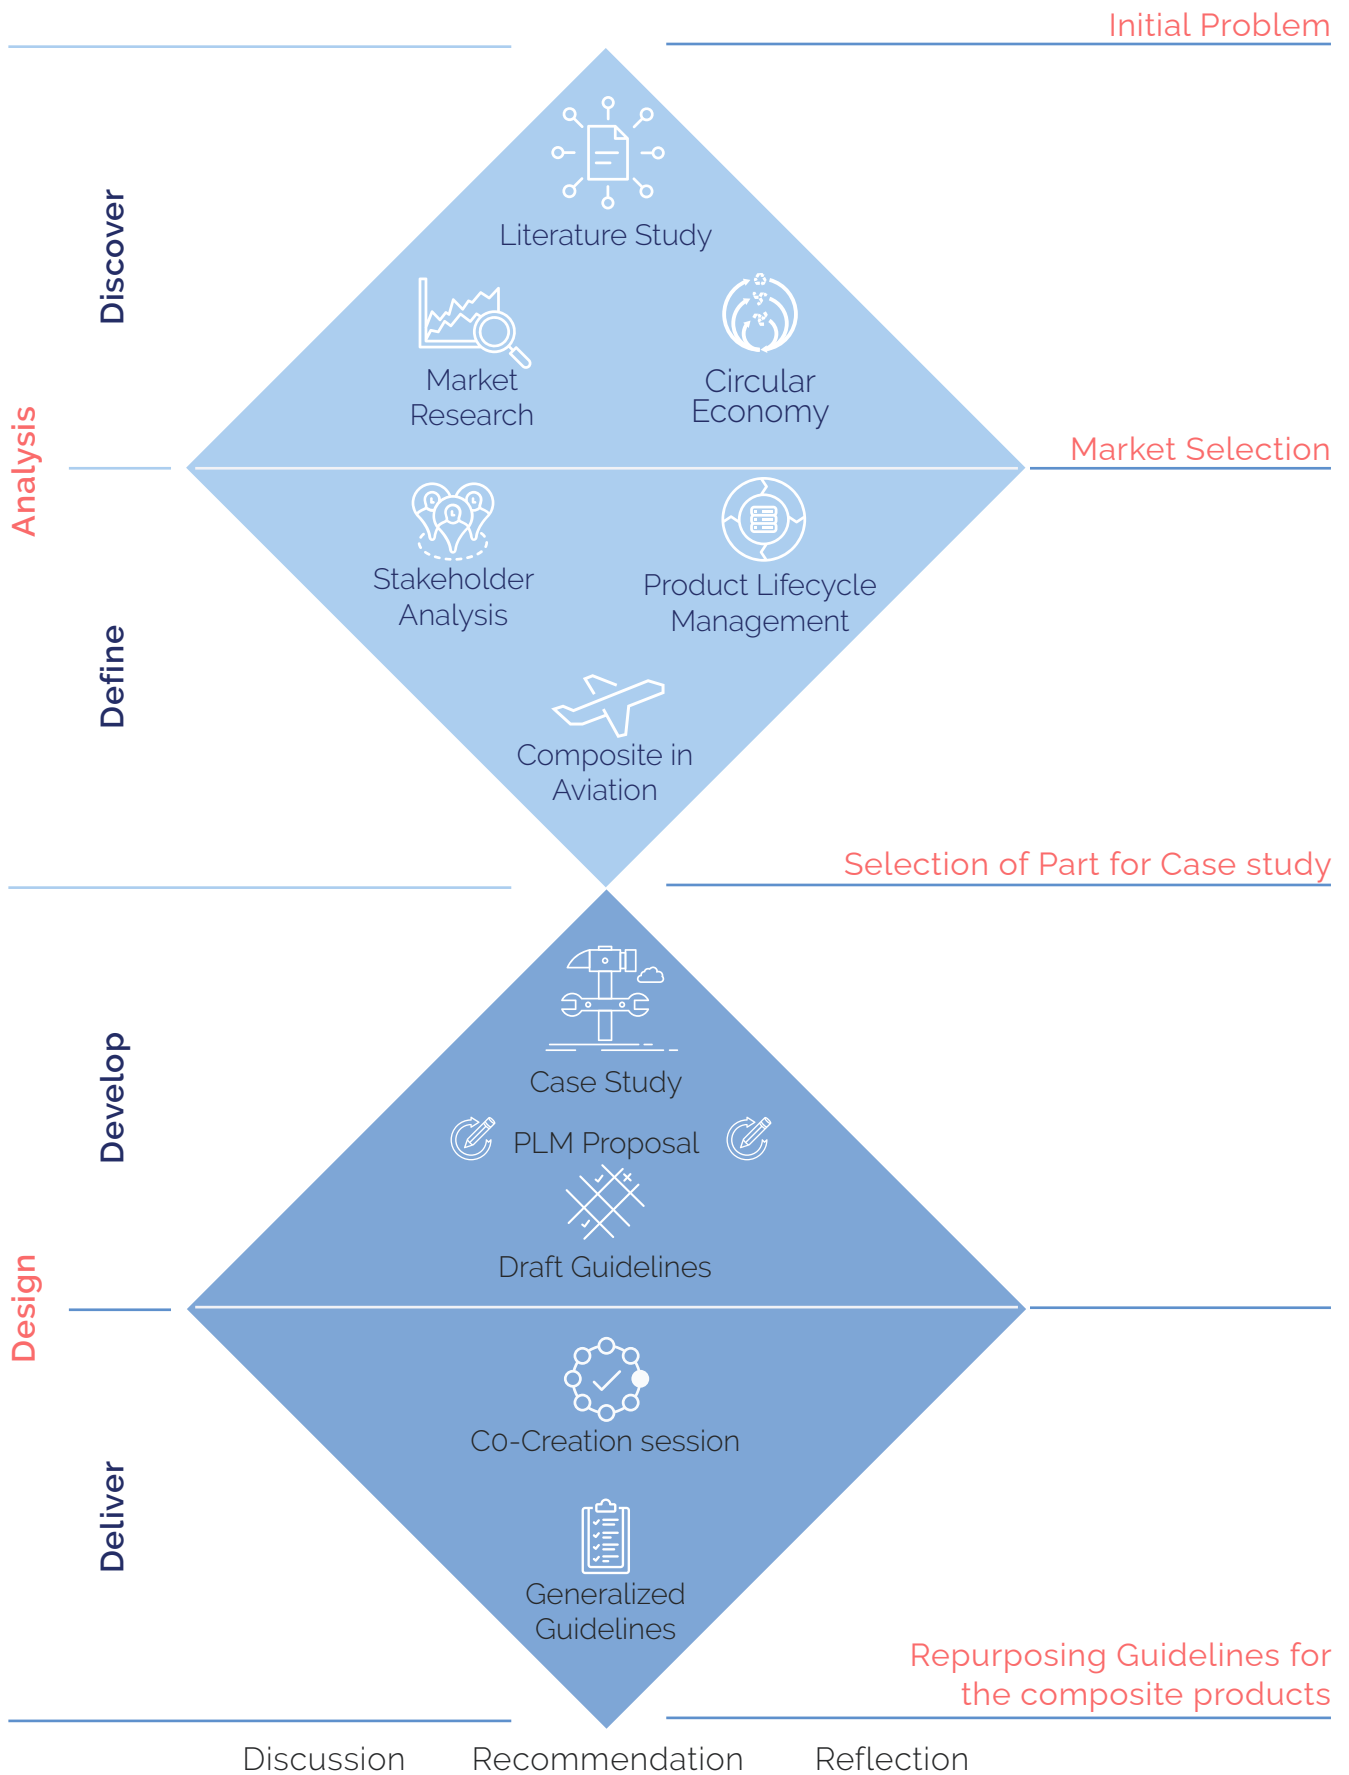 Initial Problem
Discover
Literature Study
Market
Research
Circular
Economy
Analysis
Market Selection
Stakeholder
Analysis
Product Lifecycle
Management
Define
Composite in
Aviation
Selection of Part for Case study
Develop
Case Study
PLM Proposal
Draft Guidelines
Design
C0-Creation session
Deliver
Generalized
Guidelines
Repurposing Guidelines for
the composite products
Discussion
Recommendation
Reflection